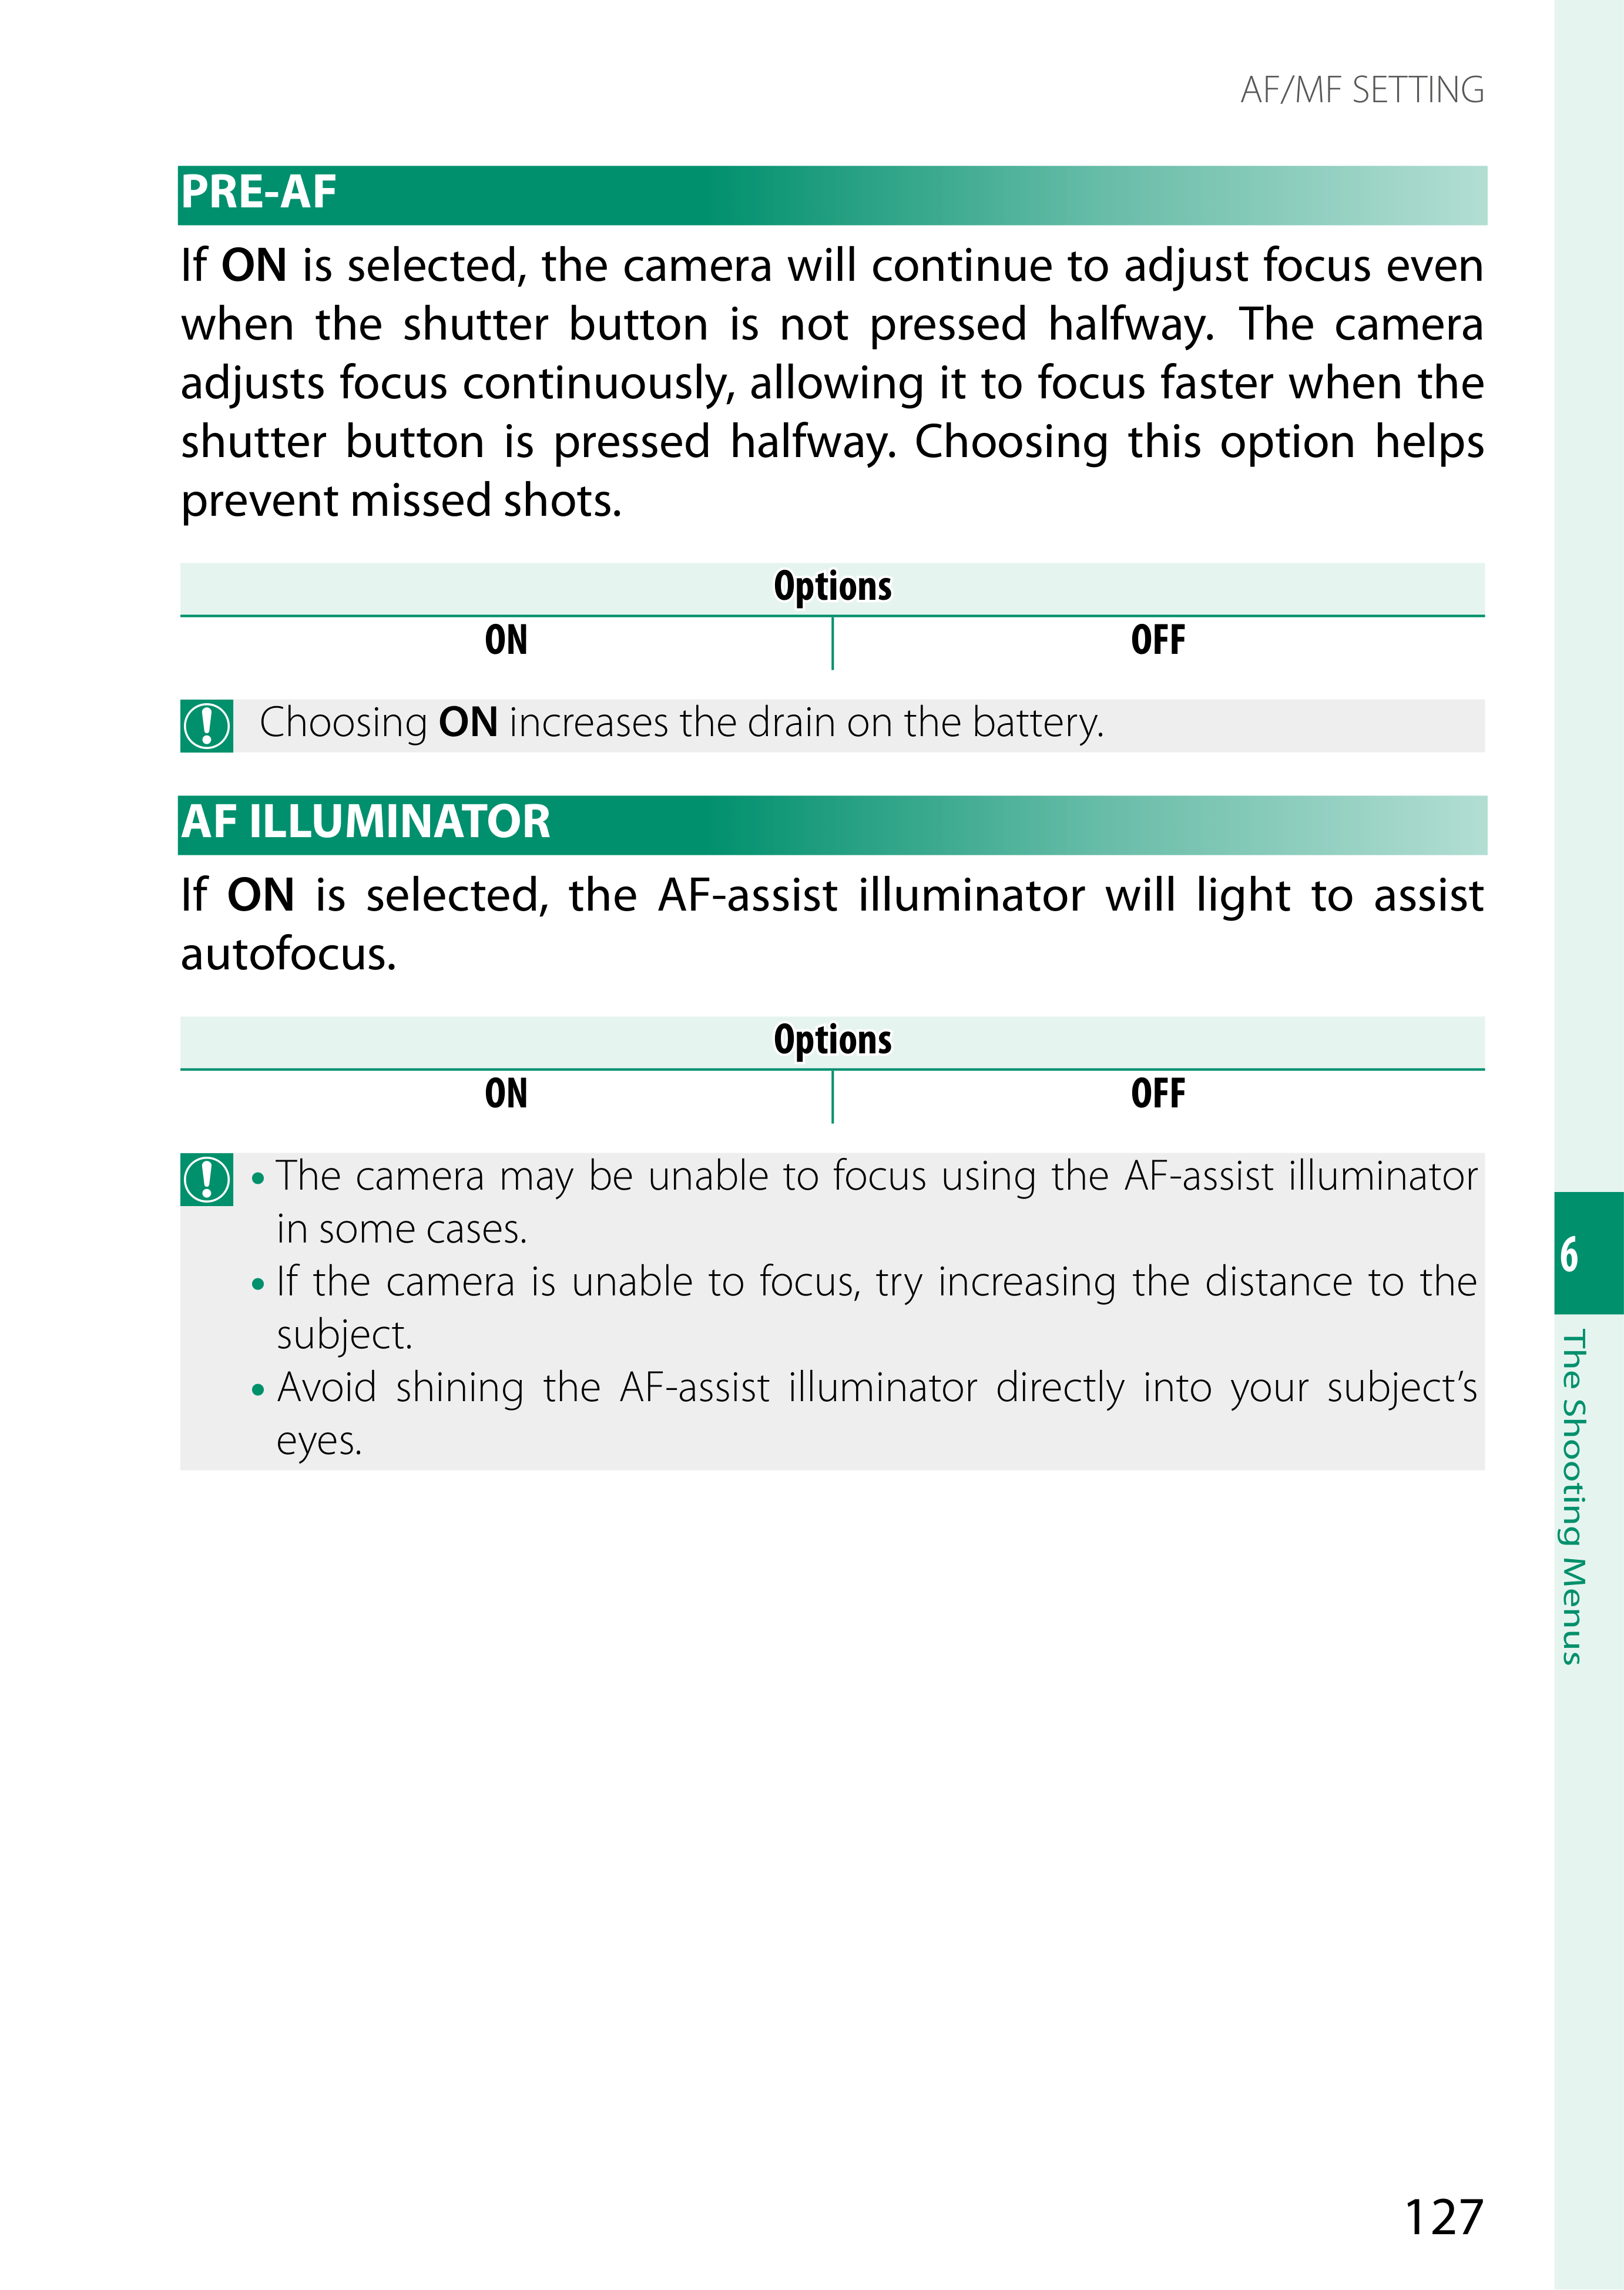 AF/MF SETTING
PRE-AF
If ON is selected, the camera will continue to adjust focus even
when the shutter button is not pressed halfway. The camera
adjusts focus continuously, allowing it to focus faster when the
shutter button is pressed halfway. Choosing this option helps
prevent missed shots.
Options
ON OFF
Choosing ON increases the drain on the battery.
AF ILLUMINATOR
If ON is selected, the AF-assist illuminator will light to assist
autofocus.
Options
ON OFF
• The camera may be unable to focus using the AF-assist illuminator
in some cases.
• If the camera is unable to focus, try increasing the distance to the
subject.
• Avoid shining the AF-assist illuminator directly into your subject’s
eyes.
6
The Shooting Menus
127